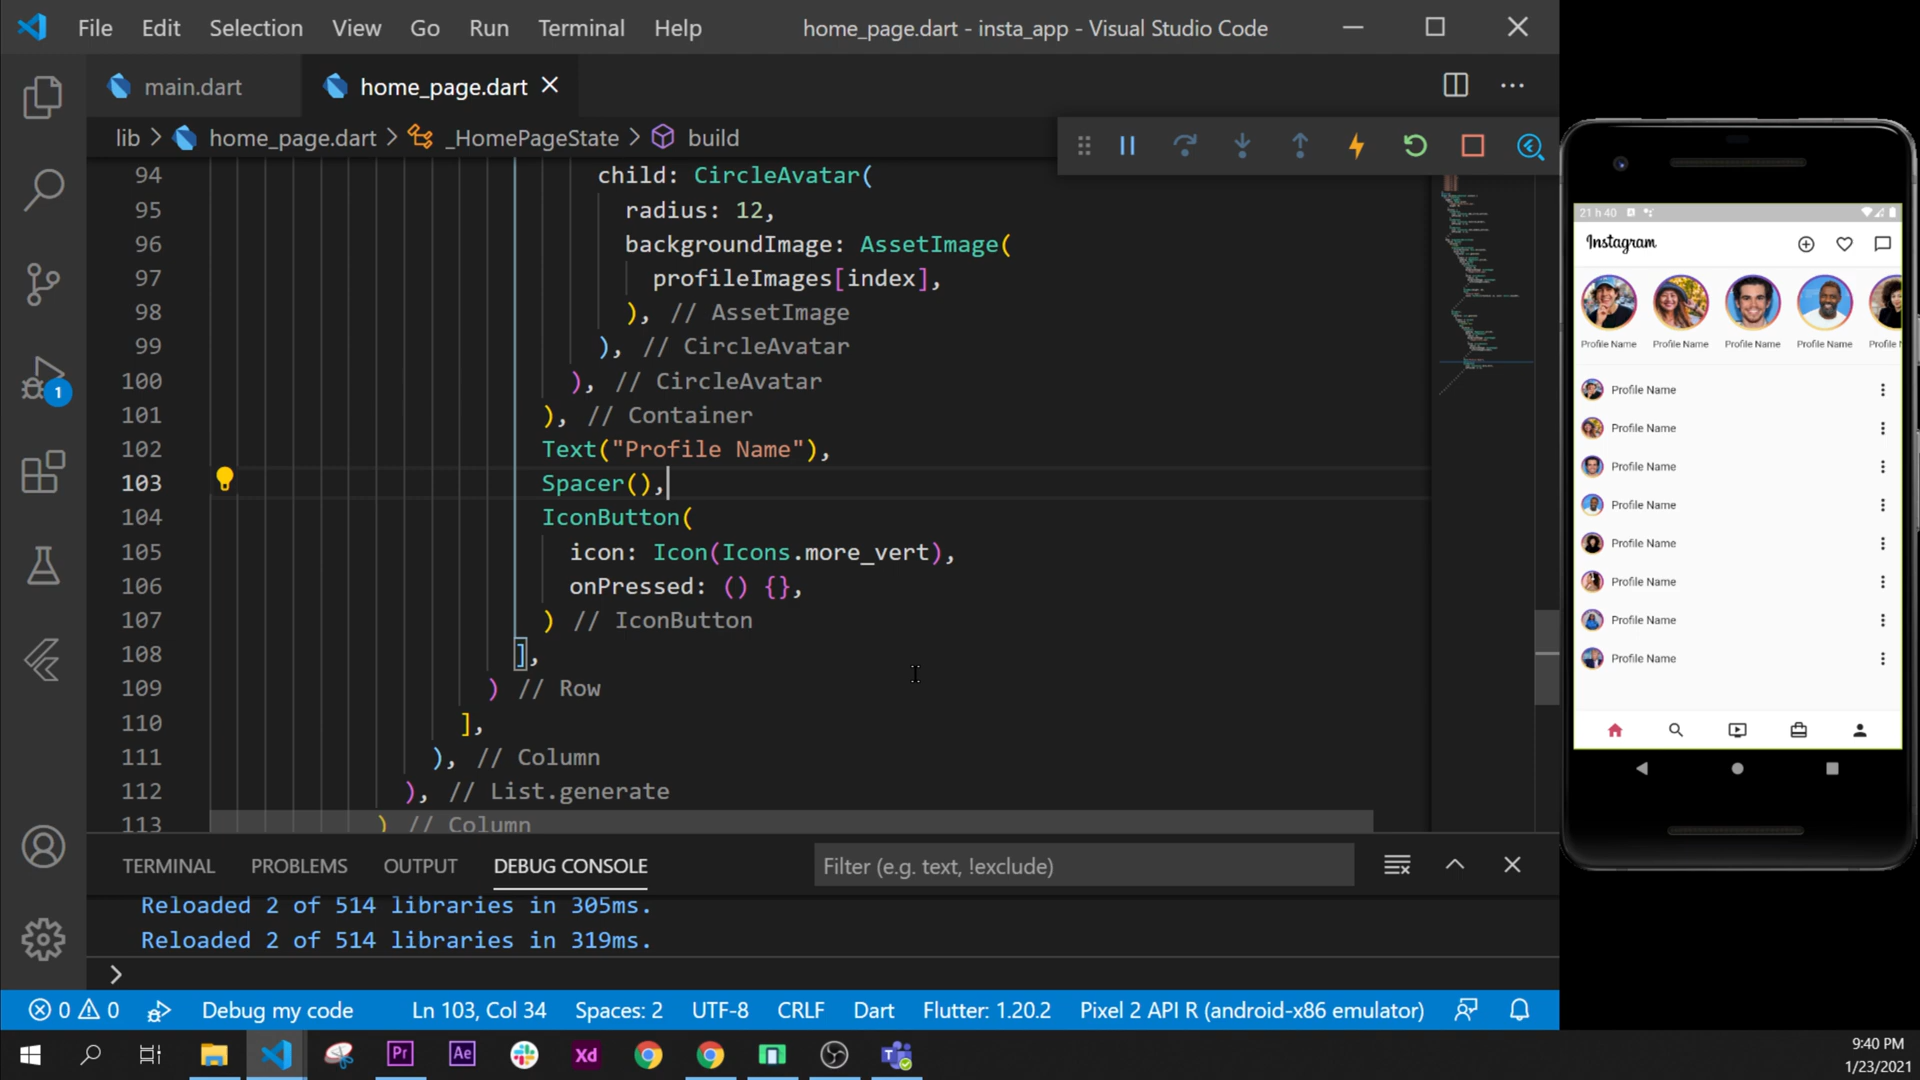 File Edit Selection View Go Run Terminal Help home_page.dart - insta_app - Visual Studio Code
main.dart home_page.dart
lib > home_page.dart > _HomePageState > build
94 child: CircleAvatar(
95 radius: 12,
96 backgroundImage: AssetImage(
97 profileImages[index],
98 ), // AssetImage
99 ), // CircleAvatar
100 ), // CircleAvatar
101 ), // Container
102 Text("Profile Name"),
103 Spacer(),
104 IconButton(
105 icon: Icon(Icons.more_vert),
106 onPressed: () {},
107 ) // IconButton
108 ],
109 ) // Row
110 ],
111 ), // Column
112 ), // List.generate
113 ) // Column
TERMINAL PROBLEMS OUTPUT DEBUG CONSOLE Filter (e.g. text, !exclude)
Reloaded 2 of 514 libraries in 305ms.
Reloaded 2 of 514 libraries in 319ms.
>
1
0 0 Debug my code Ln 103, Col 34 Spaces: 2 UTF-8 CRLF Dart Flutter: 1.20.2 Pixel 2 API R (android-x86 emulator)
Pr Ae Xd
9:40 PM
1/23/2021
21 h 40
Instagram
Profile Name Profile Name Profile Name Profile Name Profile N
Profile Name
Profile Name
Profile Name
Profile Name
Profile Name
Profile Name
Profile Name
Profile Name